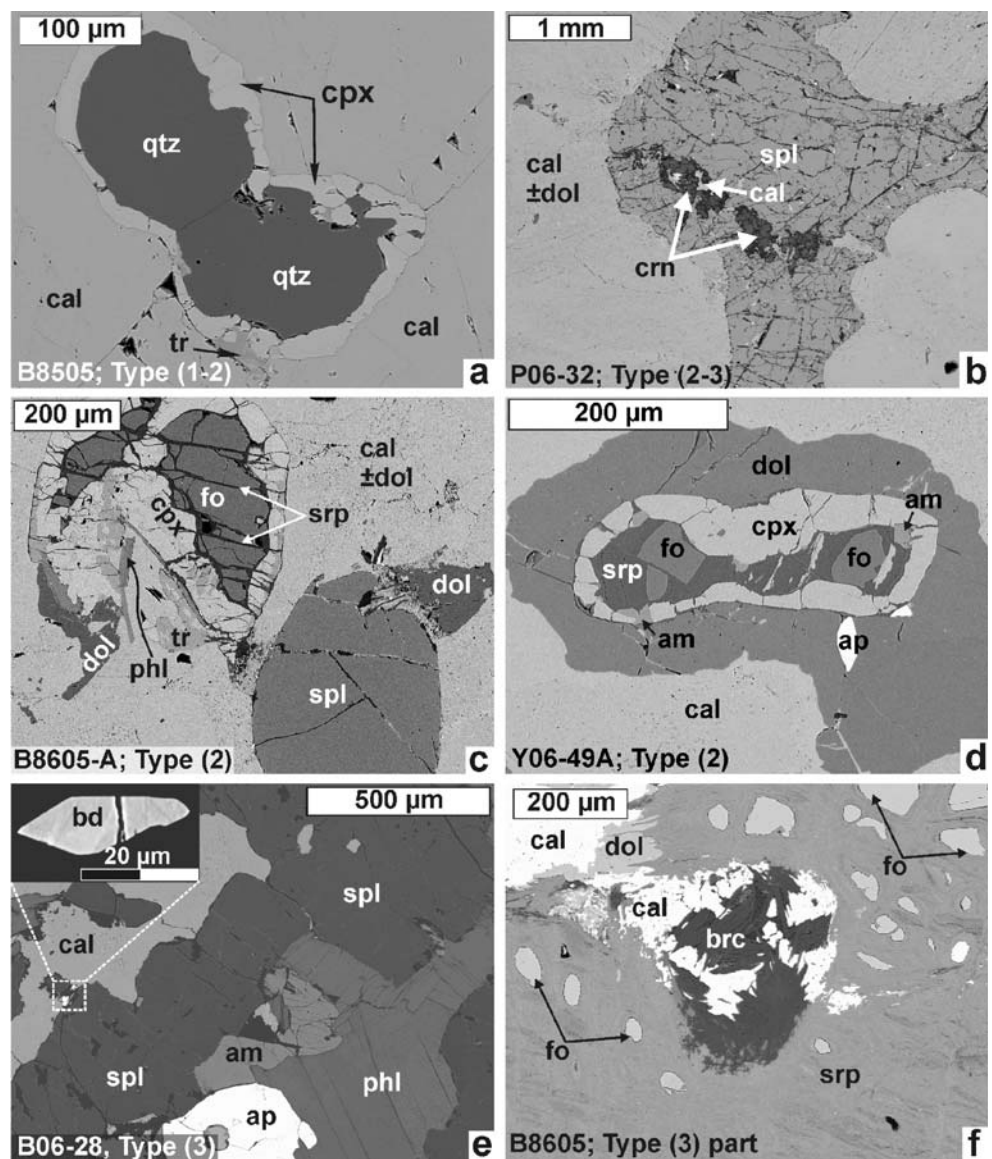 100 µm
cpx
qtz
qtz
cal
cal
tr
B8505; Type (1-2)
a
1 mm
cal
±dol
spl
cal
crn
P06-32; Type (2-3)
b
200 µm
cal
±dol
fo
cpx
srp
dol
dol
tr
phl
spl
B8605-A; Type (2)
c
200 µm
dol
am
cpx
fo
fo
srp
am
ap
cal
Y06-49A; Type (2)
d
bd
20 µm
500 µm
spl
cal
am
spl
phl
ap
B06-28, Type (3)
e
200 µm
cal
dol
fo
cal
brc
fo
srp
B8605; Type (3) part
f